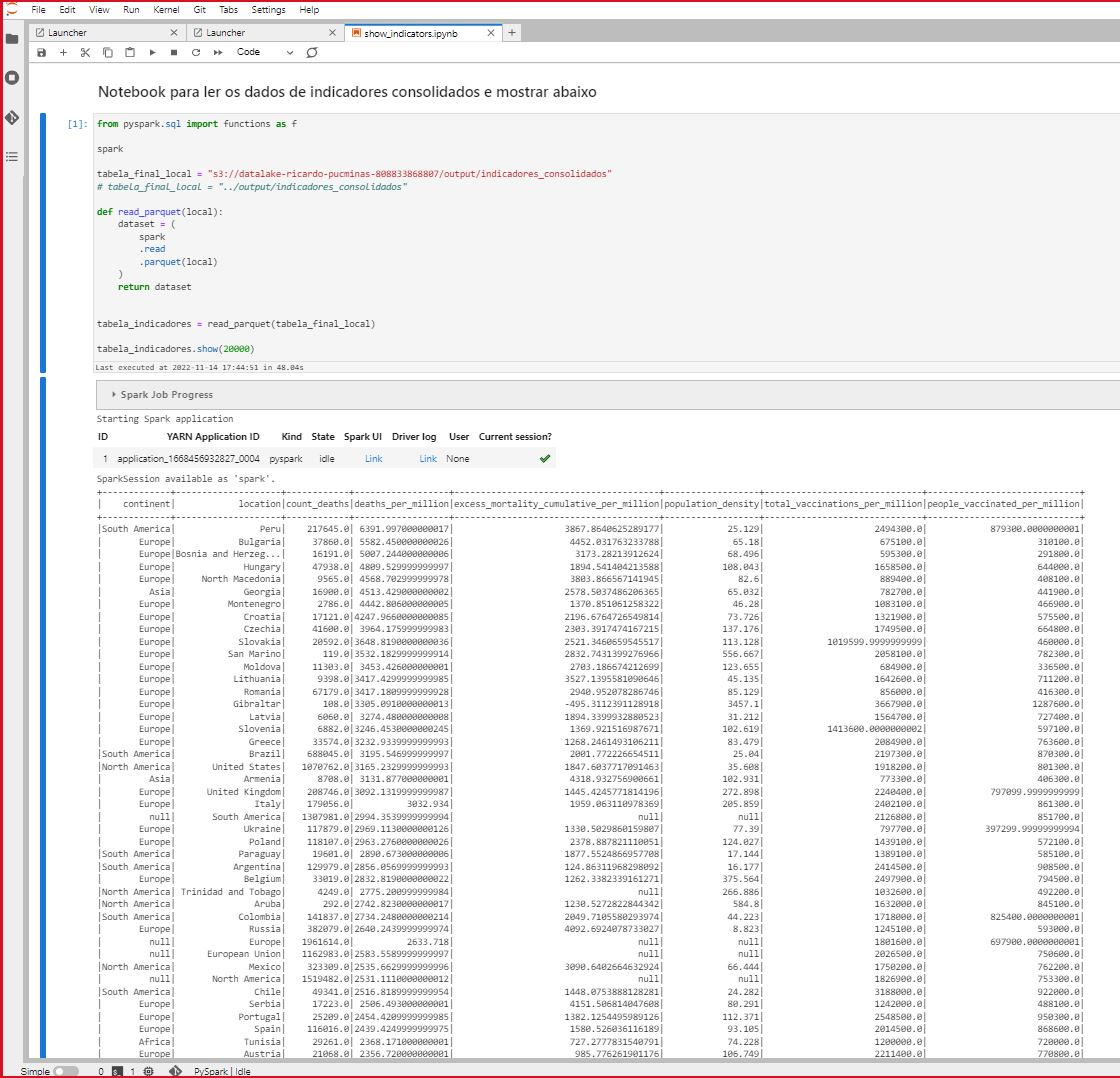 File Edit View Run Kernel Git Tabs Settings Help
Launcher Launcher show_indicators.ipynb
Code
Notebook para ler os dados de indicadores consolidados e mostrar abaixo
[1]: from pyspark.sql import functions as f
spark
tabela_final_local = "s3://datalake-ricardo-pucminas-808833868807/output/indicadores_consolidados"
# tabela_final_local = "../output/indicadores_consolidados"
def read_parquet(local):
dataset = (
spark
.read
.parquet(local)
)
return dataset
tabela_indicadores = read_parquet(tabela_final_local)
tabela_indicadores.show(20000)
Last executed at 2022-11-14 17:44:51 in 48.04s
Spark Job Progress
Starting Spark application
ID YARN Application ID Kind State Spark UI Driver log User Current session?
1 application_1668456932827_0004 pyspark idle Link Link None ✔
SparkSession available as 'spark'.
| continent| location|count_deaths|deaths_per_million|excess_mortality_cumulative_per_million|population_density|total_vaccinations_per_million|people_vaccinated_per_million|
|South America| Peru| 217645.0| 6391.997000000017| 3867.8640625289177| 25.129| 2494300.0| 879300.0000000001|
| Europe| Bulgaria| 37860.0| 5582.450000000026| 4452.031763233788| 65.18| 675100.0| 310100.0|
| Europe|Bosnia and Herzeg...| 16191.0| 5007.244000000006| 3173.28213912624| 68.496| 595300.0| 291800.0|
| Europe| Hungary| 47938.0| 4809.529999999997| 1894.541404213588| 108.043| 1658500.0| 644000.0|
| Europe| North Macedonia| 9565.0| 4568.702999999978| 3803.866567141945| 82.6| 889400.0| 408100.0|
| Asia| Georgia| 16900.0| 4513.429000000002| 2578.5037486206365| 65.032| 782700.0| 441900.0|
| Europe| Montenegro| 2786.0| 4442.806000000005| 1370.851061258322| 46.28| 1083100.0| 466900.0|
| Europe| Croatia| 17121.0|4247.9660000000085| 2196.6764726549814| 73.726| 1321900.0| 575500.0|
| Europe| Czechia| 41600.0| 3964.175999999983| 2303.3917474167215| 137.176| 1749500.0| 664800.0|
| Europe| Slovakia| 20592.0|3648.8190000000036| 2521.3460659545517| 113.128| 1019599.9999999999| 460000.0|
| Europe| San Marino| 119.0|3532.1829999999914| 2832.7431399276966| 556.667| 2058100.0| 782300.0|
| Europe| Moldova| 11303.0| 3453.426000000001| 2703.186674212699| 123.655| 684900.0| 336500.0|
| Europe| Lithuania| 9398.0|3417.4299999999985| 3527.1395581090646| 45.135| 1642600.0| 711200.0|
| Europe| Romania| 67179.0|3417.1809999999928| 2940.952078286746| 85.129| 856000.0| 416300.0|
| Europe| Gibraltar| 108.0|3305.0910000000013| -495.3112391128918| 3457.1| 3667900.0| 1287600.0|
| Europe| Latvia| 6060.0| 3274.480000000008| 1894.3399932880523| 31.212| 1564700.0| 727400.0|
| Europe| Slovenia| 6882.0|3246.4530000000245| 1369.921516987671| 102.619| 1413600.0000000002| 597100.0|
| Europe| Greece| 33574.0|3232.9339999999993| 1268.2461493106211| 83.479| 2084900.0| 763600.0|
|South America| Brazil| 688045.0| 3195.546999999997| 2001.772226654511| 25.04| 2197300.0| 870300.0|
|North America| United States| 1070762.0|3165.2329999999993| 1847.6037717091463| 35.608| 1918200.0| 801300.0|
| Asia| Armenia| 8708.0| 3131.877000000001| 4318.932756900661| 102.931| 773300.0| 406300.0|
| Europe| United Kingdom| 208746.0|3092.1319999999987| 1445.4245771814196| 272.898| 2240400.0| 797099.9999999999|
| Europe| Italy| 179056.0| 3032.934| 1959.063110978369| 205.859| 2402100.0| 861300.0|
| null| South America| 1307981.0|2994.3539999999994| null| null| 2126800.0| 851700.0|
| Europe| Ukraine| 117879.0|2969.1130000000126| 1330.5029860159807| 77.39| 797700.0| 397299.99999999994|
| Europe| Poland| 118107.0|2963.2760000000026| 2378.887821110051| 124.027| 1439100.0| 572100.0|
|South America| Paraguay| 19601.0| 2890.673000000006| 1877.5524866957708| 17.144| 1389100.0| 585100.0|
|South America| Argentina| 129979.0|2856.0569999999993| 124.86311968298092| 16.177| 2414500.0| 908500.0|
| Europe| Belgium| 33019.0|2832.8190000000022| 1262.3382339161271| 375.564| 2497900.0| 794500.0|
|North America| Trinidad and Tobago| 4249.0| 2775.200999999984| null| 266.886| 1032600.0| 492200.0|
|North America| Aruba| 292.0|2742.8230000000017| 1230.5272822844342| 584.8| 1632000.0| 845100.0|
|South America| Colombia| 141837.0|2734.2480000000214| 2049.7105580293974| 44.223| 1718000.0| 825400.0000000001|
| Europe| Russia| 382079.0|2640.2439999999974| 4092.6924078733027| 8.823| 1245100.0| 593000.0|
| null| Europe| 1961614.0| 2633.718| null| null| 1801600.0| 697900.0000000001|
| null| European Union| 1162983.0|2583.5589999999997| null| null| 2026500.0| 750600.0|
|North America| Mexico| 323309.0|2535.6629999999996| 3090.6402664632924| 66.444| 1750200.0| 762200.0|
| null| North America| 1519482.0|2531.1110000000012| null| null| 1826900.0| 753300.0|
|South America| Chile| 49341.0|2516.8189999999954| 1448.0753888128281| 24.282| 3188000.0| 922000.0|
| Europe| Serbia| 17223.0| 2506.493000000001| 4151.506814047608| 80.291| 1242000.0| 488100.0|
| Europe| Portugal| 25209.0|2454.4209999999985| 1382.1254495989126| 112.371| 2548500.0| 950300.0|
| Europe| Spain| 116016.0|2439.4249999999975| 1580.526036116189| 93.105| 2014500.0| 868600.0|
| Africa| Tunisia| 29261.0| 2368.171000000001| 727.2777831540791| 74.228| 1200000.0| 720000.0|
| Europe| Austria| 21068.0| 2356.720000000001| 985.776261901176| 106.749| 2211400.0| 770800.0|
Simple 0 1 PySpark | Idle